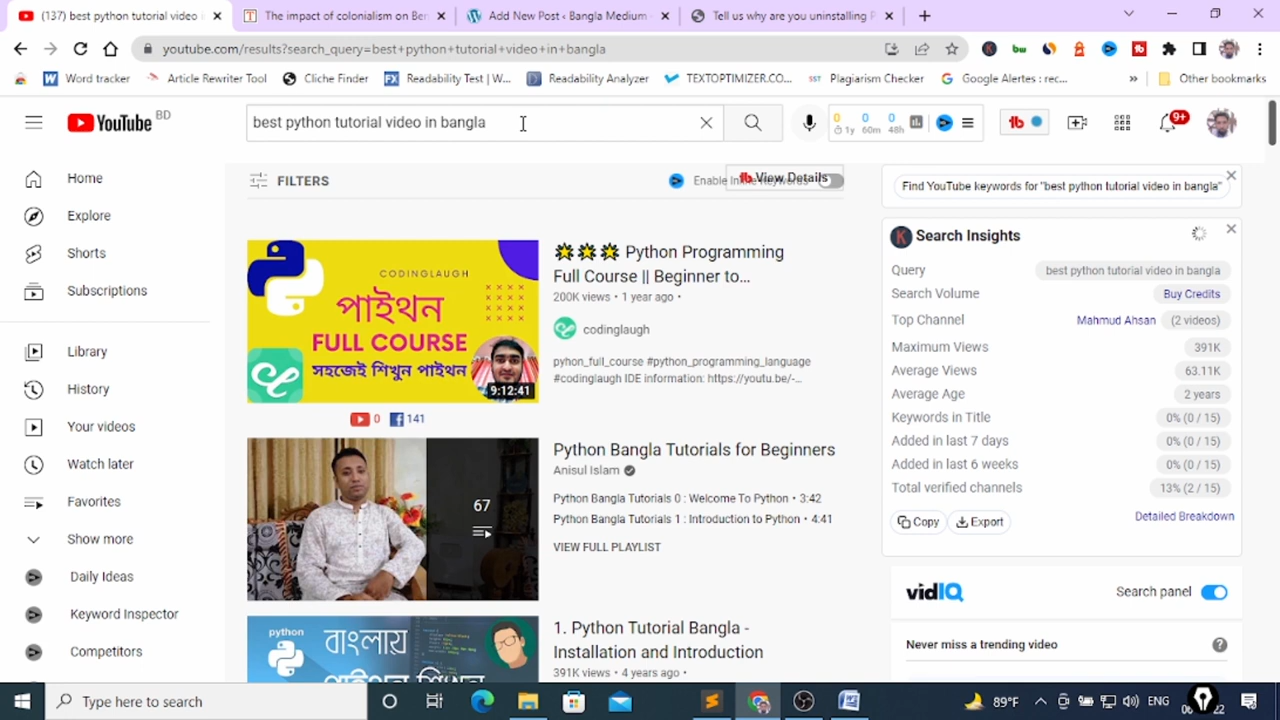 (137) best python tutorial video in
The impact of colonialism on Ben
Add New Post ‹ Bangla Medium -
Tell us why are you uninstalling P
youtube.com/results?search_query=best+python+tutorial+video+in+bangla
Word tracker
Article Rewriter Tool
Cliche Finder
Readability Test | W...
Readability Analyzer
TEXTOPTIMIZER.CO...
Plagiarism Checker
Google Alertes : rec...
»
Other bookmarks
YouTube BD
best python tutorial video in bangla
0 0 0
1y 60m 48h
9+
Home
Explore
Shorts
Subscriptions
Library
History
Your videos
Watch later
Favorites
Show more
Daily Ideas
Keyword Inspector
Competitors
FILTERS
View Details
CODINGLAUGH
পাইথন
FULL COURSE
সহজেই শিখুন পাইথন
9:12:41
Python Programming
Full Course || Beginner to...
200K views • 1 year ago •
codinglaugh
pyhon_full_course #python_programming_language
#codinglaugh IDE information: https://youtu.be/-...
0 141
67
Python Bangla Tutorials for Beginners
Anisul Islam
Python Bangla Tutorials 0 : Welcome To Python • 3:42
Python Bangla Tutorials 1 : Introduction to Python • 4:41
VIEW FULL PLAYLIST
python
বাংলায়
1. Python Tutorial Bangla -
Installation and Introduction
391K views • 4 years ago •
Find YouTube keywords for "best python tutorial video in bangla"
Search Insights
Query best python tutorial video in bangla
Search Volume Buy Credits
Top Channel Mahmud Ahsan (2 videos)
Maximum Views 391K
Average Views 63.11K
Average Age 2 years
Keywords in Title 0% (0 / 15)
Added in last 7 days 0% (0 / 15)
Added in last 6 weeks 0% (0 / 15)
Total verified channels 13% (2 / 15)
Copy Export Detailed Breakdown
vidIQ Search panel
Never miss a trending video
Type here to search
89°F
ENG